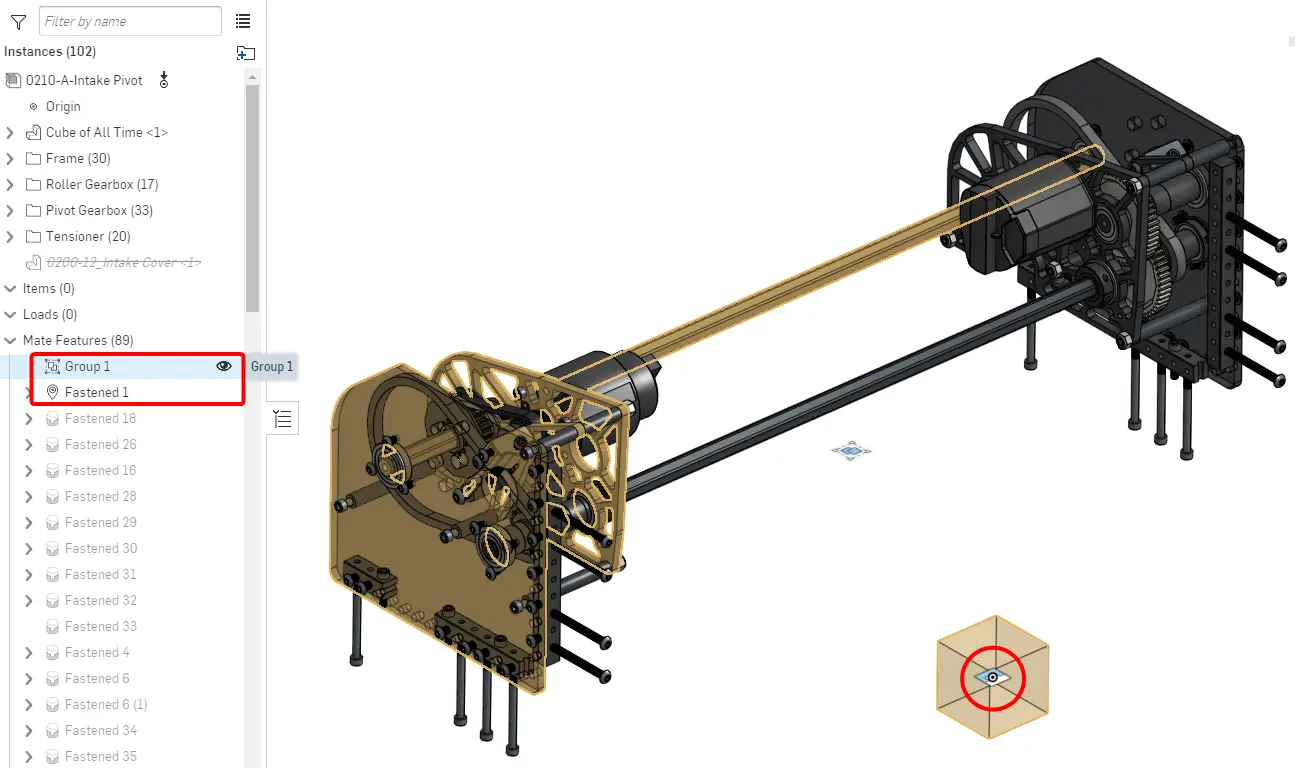 Filter by name
Instances (102)
0210-A-Intake Pivot
Origin
Cube of All Time <1>
Frame (30)
Roller Gearbox (17)
Pivot Gearbox (33)
Tensioner (20)
0200-12_Intake Cover <1>
Items (0)
Loads (0)
Mate Features (89)
Group 1
Group 1
Fastened 1
Fastened 18
Fastened 26
Fastened 16
Fastened 28
Fastened 29
Fastened 30
Fastened 31
Fastened 32
Fastened 33
Fastened 4
Fastened 6
Fastened 6 (1)
Fastened 34
Fastened 35